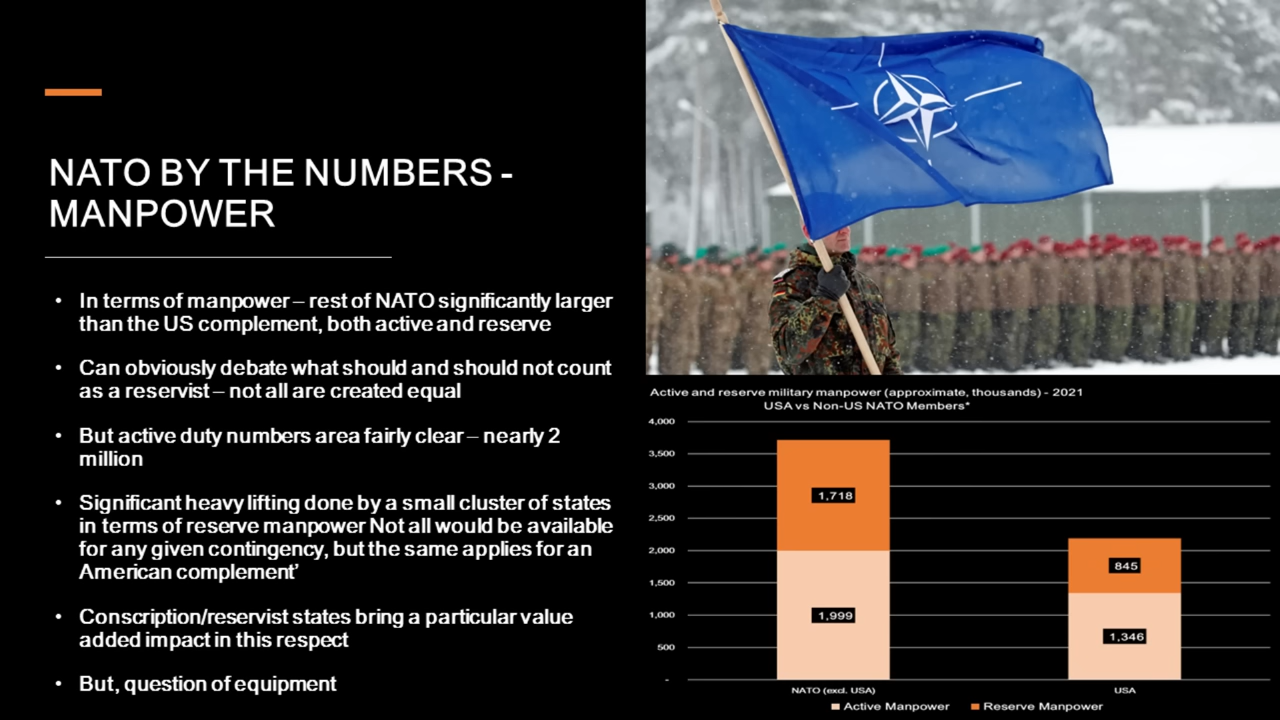 NATO BY THE NUMBERS -
MANPOWER
• In terms of manpower – rest of NATO significantly larger
than the US complement, both active and reserve
• Can obviously debate what should and should not count
as a reservist – not all are created equal
• But active duty numbers area fairly clear – nearly 2
million
• Significant heavy lifting done by a small cluster of states
in terms of reserve manpower Not all would be available
for any given contingency, but the same applies for an
American complement’
• Conscription/reservist states bring a particular value
added impact in this respect
• But, question of equipment
Active and reserve military manpower (approximate, thousands) - 2021
USA vs Non-US NATO Members*
4,000
3,500
3,000
2,500
2,000
1,500
1,000
500
-
1,718
1,999
845
1,346
NATO (excl. USA)
USA
Active Manpower
Reserve Manpower